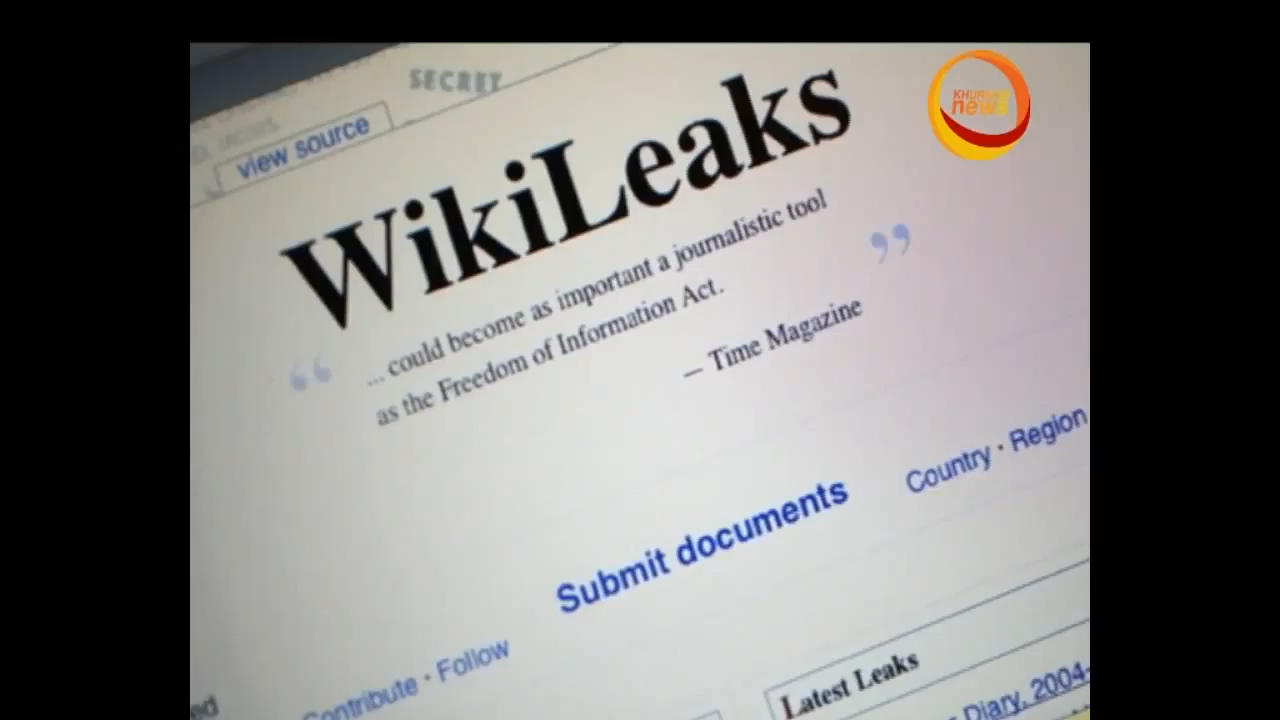 SECRET
view source
WikiLeaks
“ ... could become as important a journalistic tool
as the Freedom of Information Act. ”
– Time Magazine
Country · Region
Submit documents
Contribute · Follow
Latest Leaks
Diary, 2004-
news